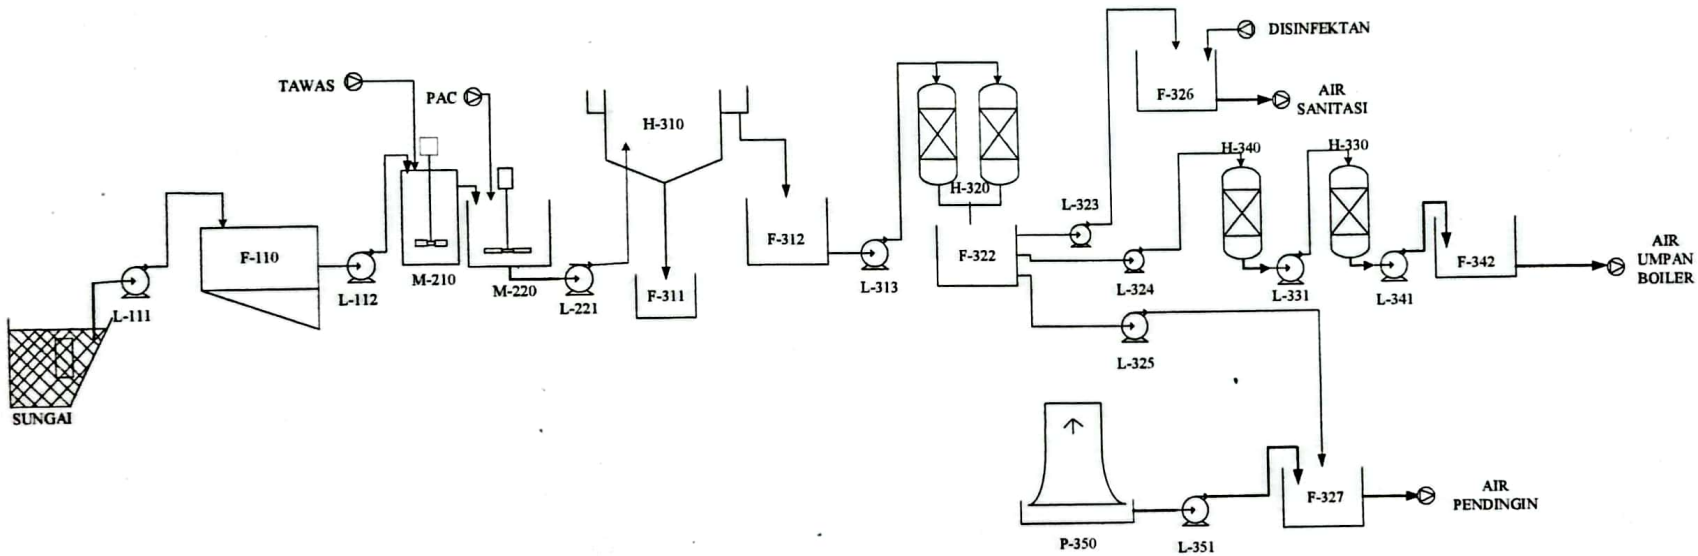 DISINFEKTAN
TAWAS
PAC
F-326
AIR
SANITASI
H-310
H-340
H-330
H-320
L-323
F-110
F-312
F-322
F-342
AIR
UMPAN
BOILER
L-112
M-210
M-220
L-221
F-311
L-313
L-324
L-331
L-341
L-111
L-325
SUNGAI
F-327
AIR
PENDINGIN
P-350
L-351